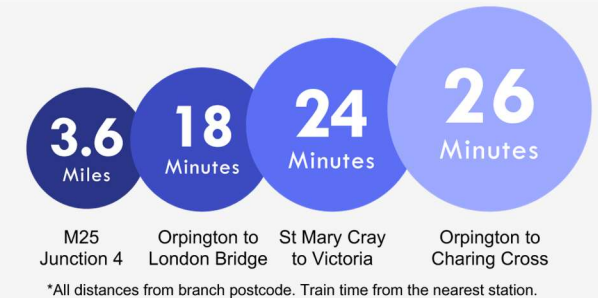 3.6
Miles
18
Minutes
24
Minutes
26
Minutes
M25
Junction 4
Orpington to
London Bridge
St Mary Cray
to Victoria
Orpington to
Charing Cross
*All distances from branch postcode. Train time from the nearest station.